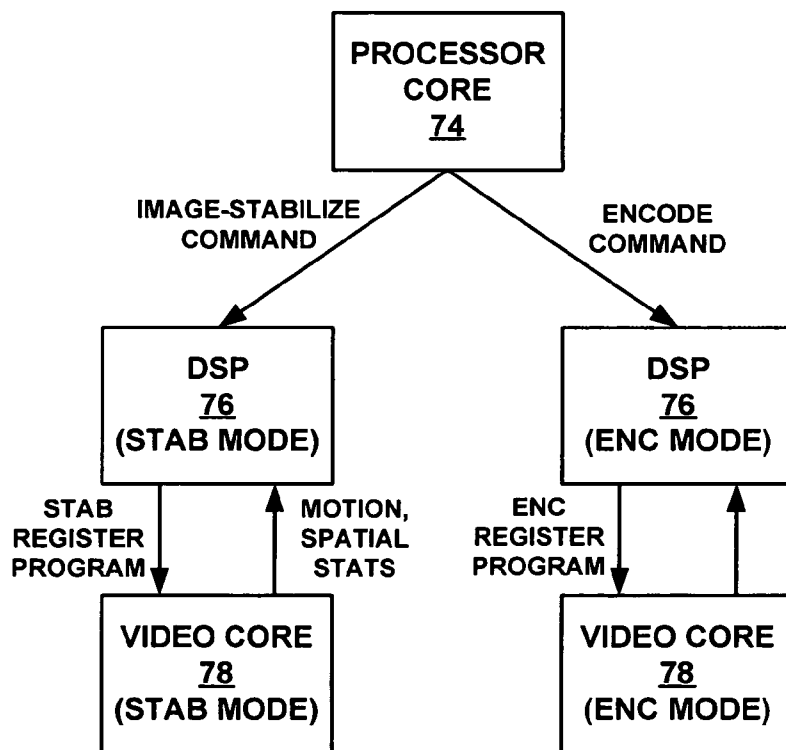 PROCESSOR
CORE
74
IMAGE-STABILIZE
COMMAND
ENCODE
COMMAND
DSP
76
(STAB MODE)
DSP
76
(ENC MODE)
STAB
REGISTER
PROGRAM
MOTION,
SPATIAL
STATS
ENC
REGISTER
PROGRAM
VIDEO CORE
78
(STAB MODE)
VIDEO CORE
78
(ENC MODE)